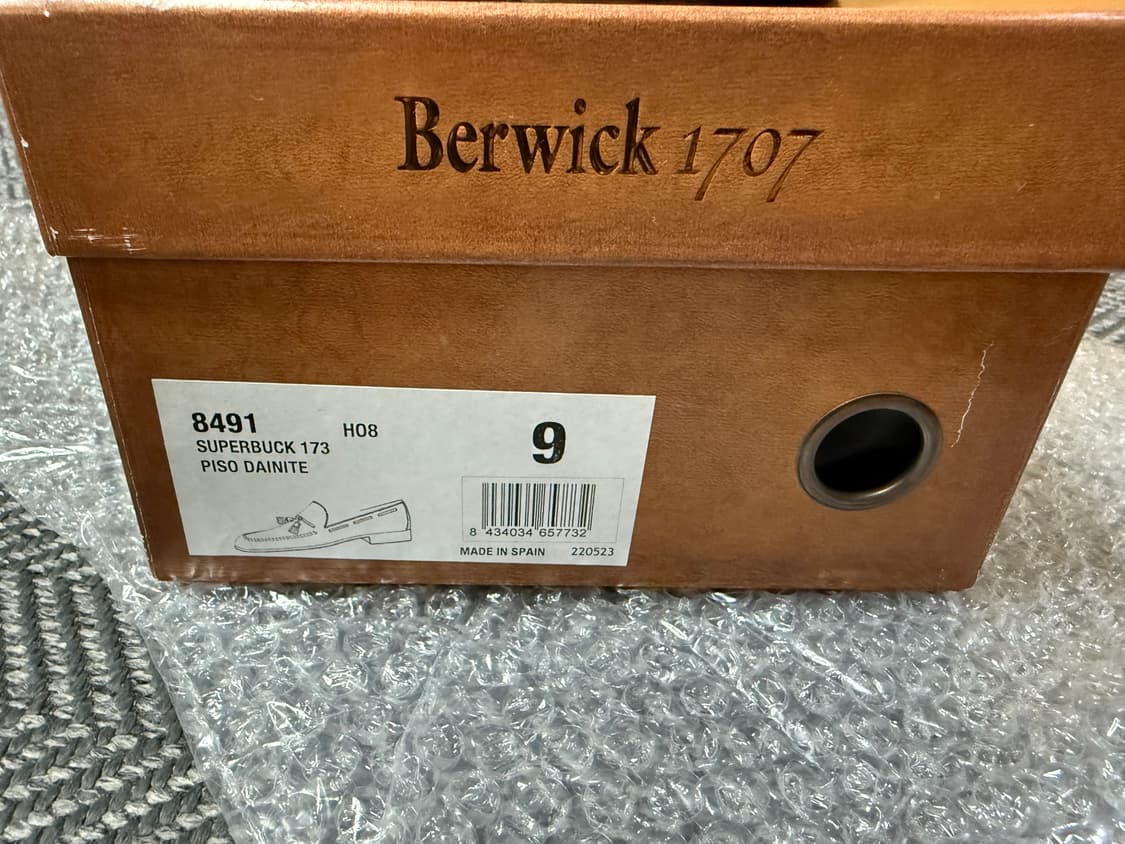 Berwick 1707
8491
H08
9
SUPERBUCK 173
PISO DAINITE
8 434034 657732
MADE IN SPAIN 220523